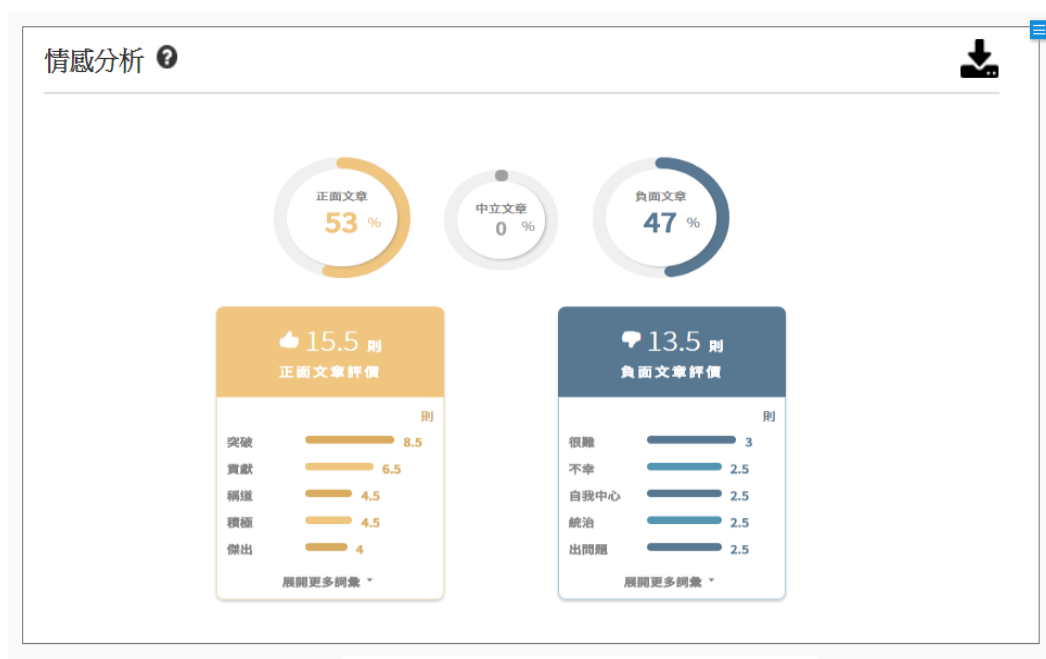 情感分析 ?
正面文章
53 %
中立文章
0 %
負面文章
47 %
15.5 則
正面文章評價
則
突破 8.5
貢獻 6.5
稱道 4.5
積極 4.5
傑出 4
展開更多詞彙
13.5 則
負面文章評價
則
很難 3
不幸 2.5
自我中心 2.5
統治 2.5
出問題 2.5
展開更多詞彙